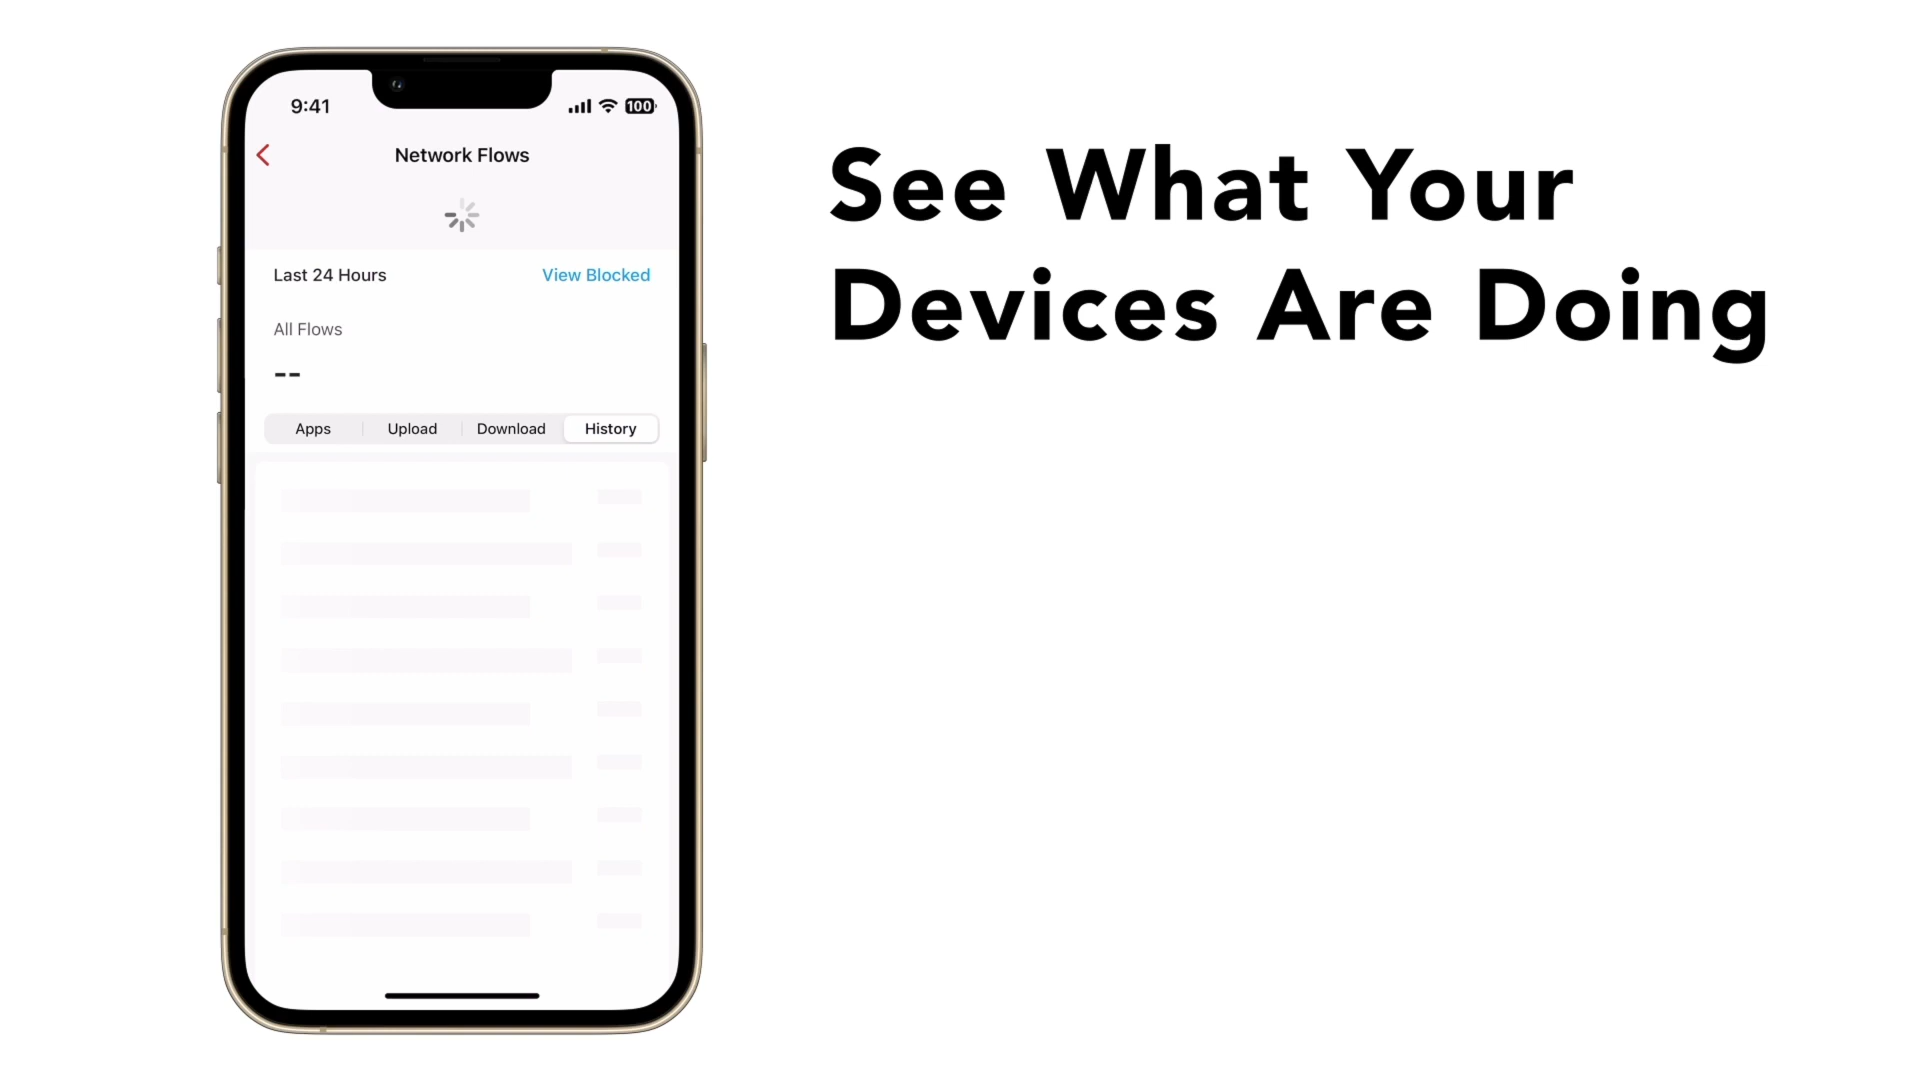 9:41
100
Network Flows
Last 24 Hours
View Blocked
All Flows
--
Apps
Upload
Download
History
See What Your
Devices Are Doing